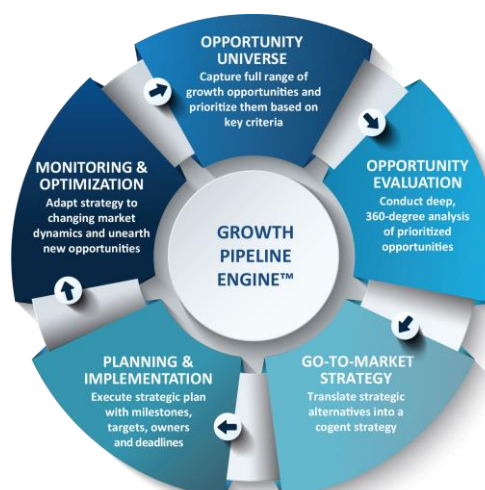 OPPORTUNITY
UNIVERSE
Capture full range of
growth opportunities and
prioritize them based on
key criteria
OPPORTUNITY
EVALUATION
Conduct deep,
360-degree analysis
of prioritized
opportunities
GO-TO-MARKET
STRATEGY
Translate strategic
alternatives into a
cogent strategy
PLANNING &
IMPLEMENTATION
Execute strategic plan
with milestones,
targets, owners
and deadlines
MONITORING &
OPTIMIZATION
Adapt strategy to
changing market
dynamics and unearth
new opportunities
GROWTH
PIPELINE
ENGINE™